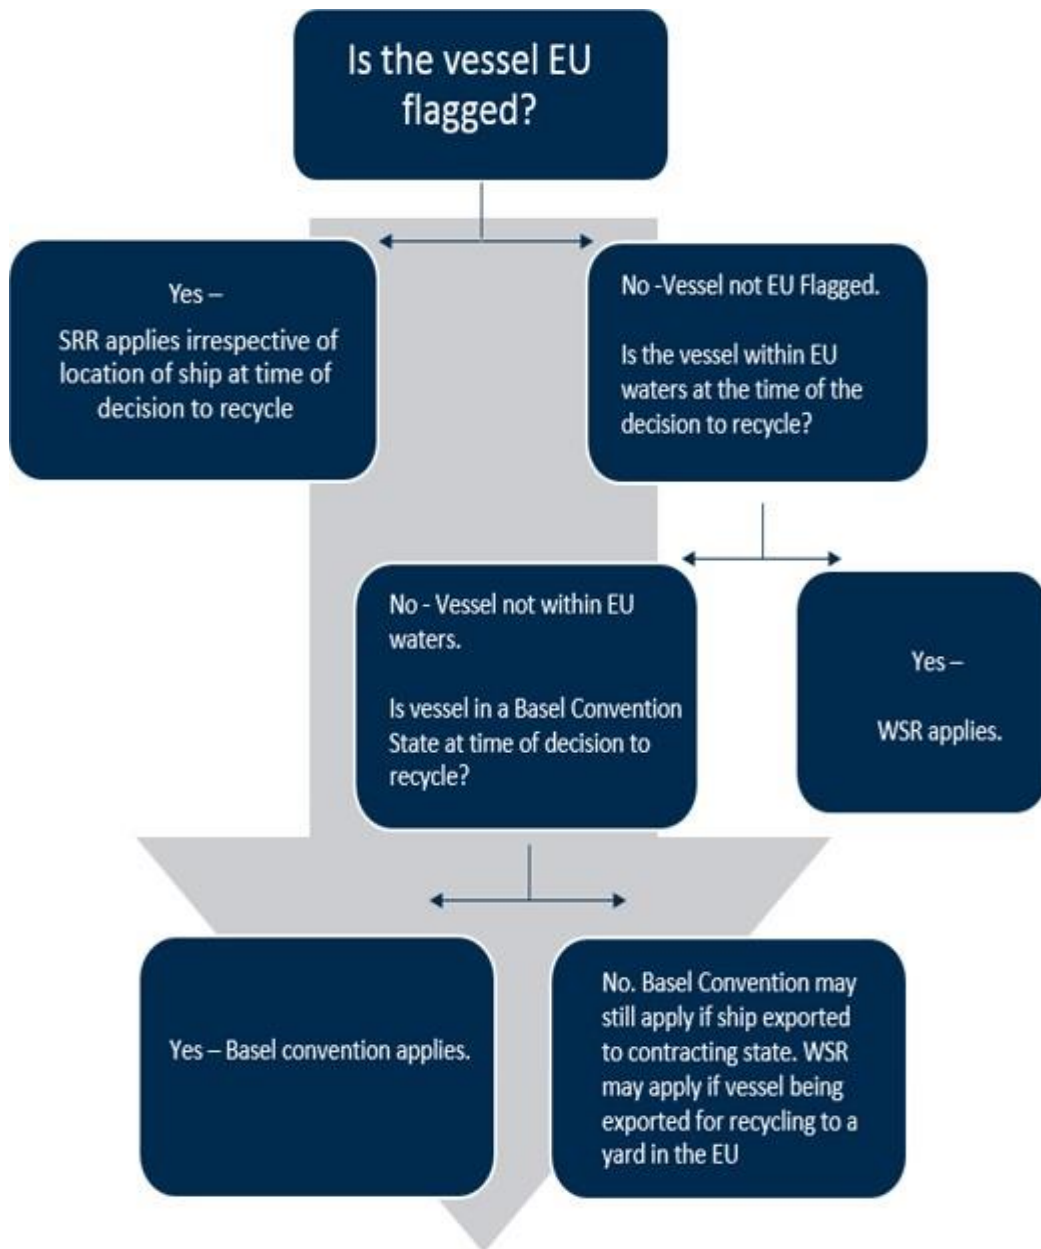 Is the vessel EU
flagged?
Yes –
SRR applies irrespective of
location of ship at time of
decision to recycle
No -Vessel not EU Flagged.
Is the vessel within EU
waters at the time of the
decision to recycle?
No - Vessel not within EU
waters.
Is vessel in a Basel Convention
State at time of decision to
recycle?
Yes –
WSR applies.
Yes – Basel convention applies.
No. Basel Convention may
still apply if ship exported
to contracting state. WSR
may apply if vessel being
exported for recycling to a
yard in the EU